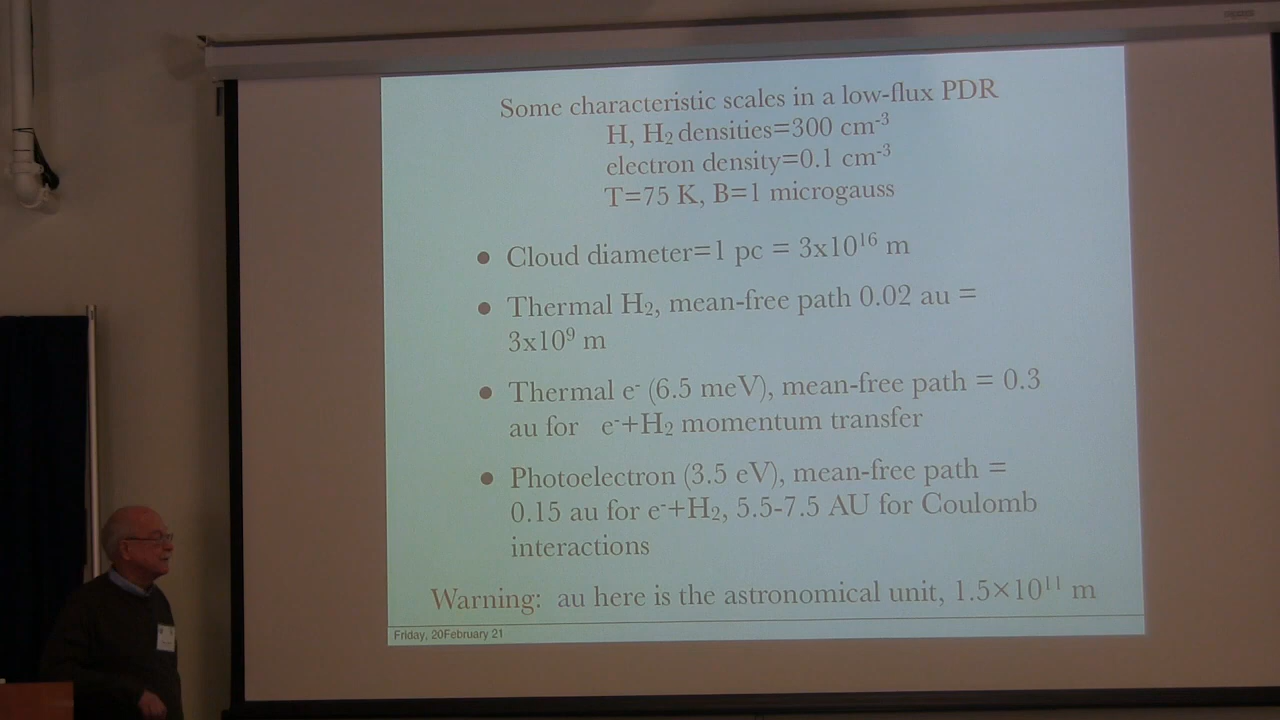 Some characteristic scales in a low-flux PDR
H, H₂ densities=300 cm⁻³
electron density=0.1 cm⁻³
T=75 K, B=1 microgauss
• Cloud diameter=1 pc = 3x10¹⁶ m
• Thermal H₂, mean-free path 0.02 au =
3x10⁹ m
• Thermal e⁻ (6.5 meV), mean-free path = 0.3
au for e⁻+H₂ momentum transfer
• Photoelectron (3.5 eV), mean-free path =
0.15 au for e⁻+H₂, 5.5-7.5 AU for Coulomb
interactions
Warning: au here is the astronomical unit, 1.5×10¹¹ m
Friday, 20February 21